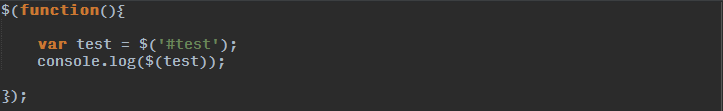 $(function(){
var test = $('#test');
console.log($(test));
});